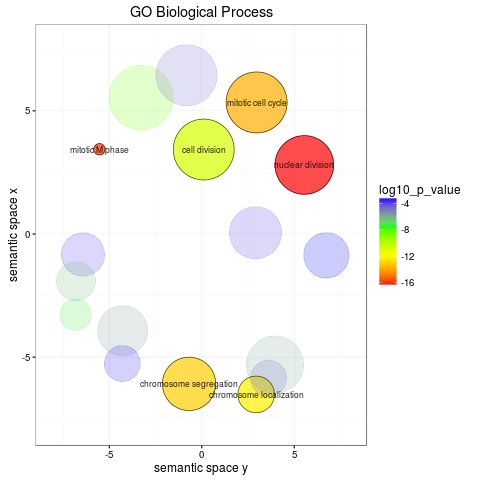 GO Biological Process
mitotic cell cycle
mitotic M phase
cell division
nuclear division
chromosome segregation
chromosome localization
5
0
-5
semantic space x
-5
0
5
semantic space y
log10_p_value
-4
-8
-12
-16